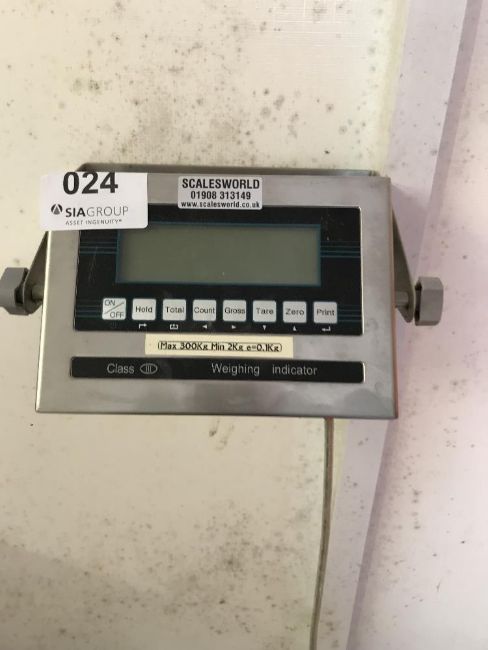 024
SIAGROUP
ASSET INGENUITY
SCALESWORLD
01908 313149
www.scalesworld.co.uk
ON/OFF Hold Total Count Gross Tare Zero Print
(Max 300Kg Min 2Kg e=0.1Kg)
Class III Weighing indicator